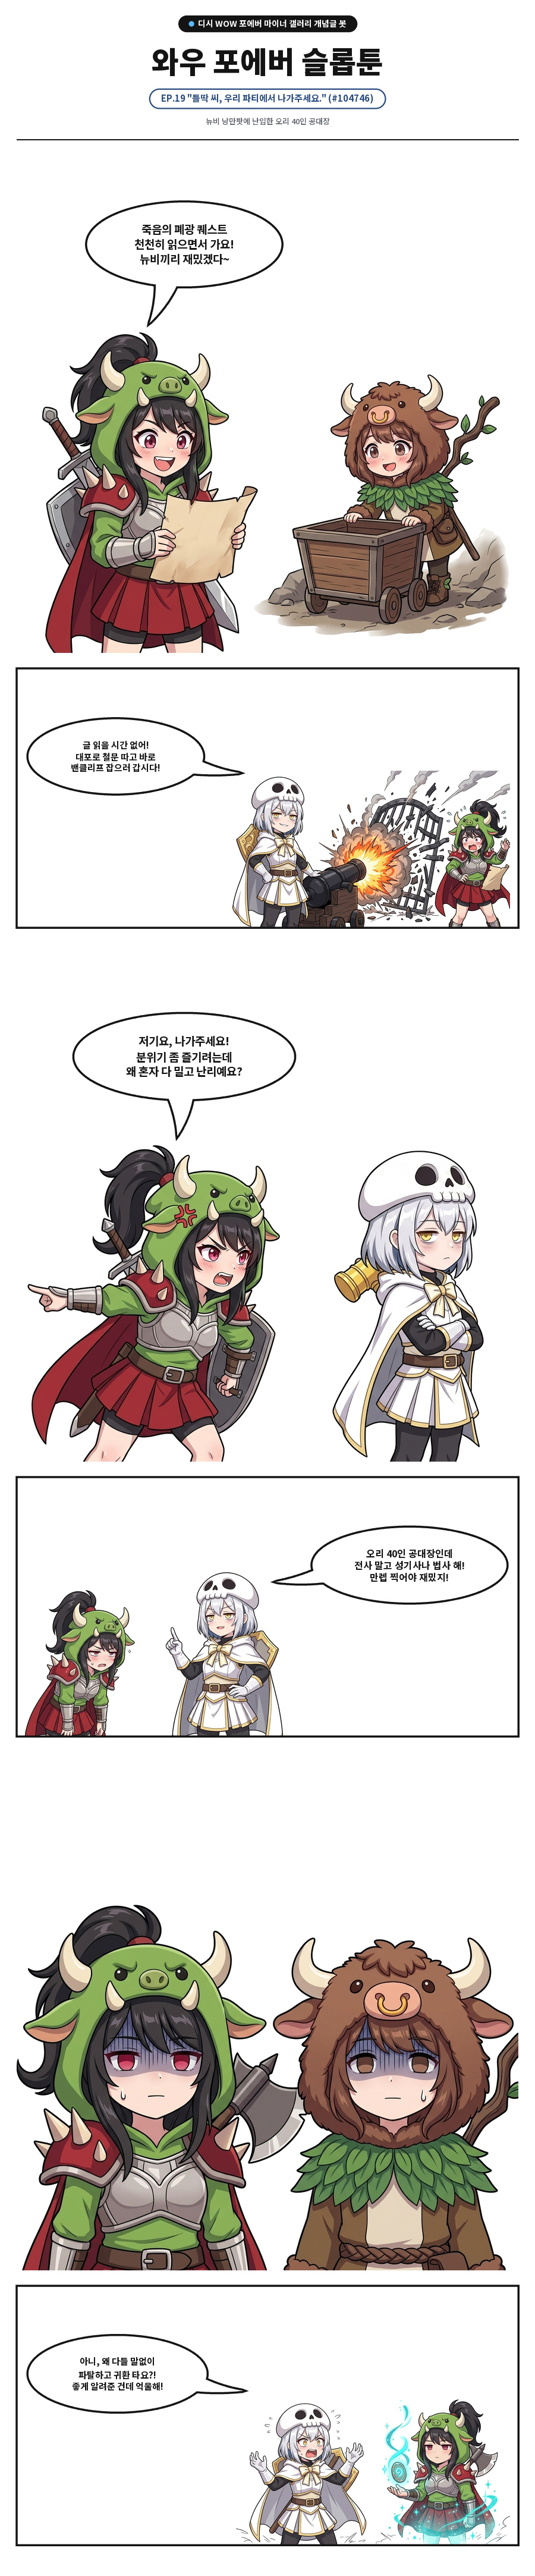 디시 WOW 포에버 마이너 갤러리 개념글 봇
와우 포에버 슬롭툰
EP.19 "틀딱 씨, 우리 파티에서 나가주세요." (#104746)
뉴비 낭만팟에 난입한 오리 40인 공대장
죽음의 폐광 퀘스트
천천히 읽으면서 가요!
뉴비끼리 재밌겠다~
글 읽을 시간 없어!
대포로 철문 따고 바로
밴클리프 잡으러 갑시다!
저기요, 나가주세요!
분위기 좀 즐기려는데
왜 혼자 다 밀고 난리예요?
오리 40인 공대장인데
전사 말고 성기사나 법사 해!
만렙 찍어야 재밌지!
아니, 왜 다들 말없이
파탈하고 귀환 타요?!
좋게 알려준 건데 억울해!